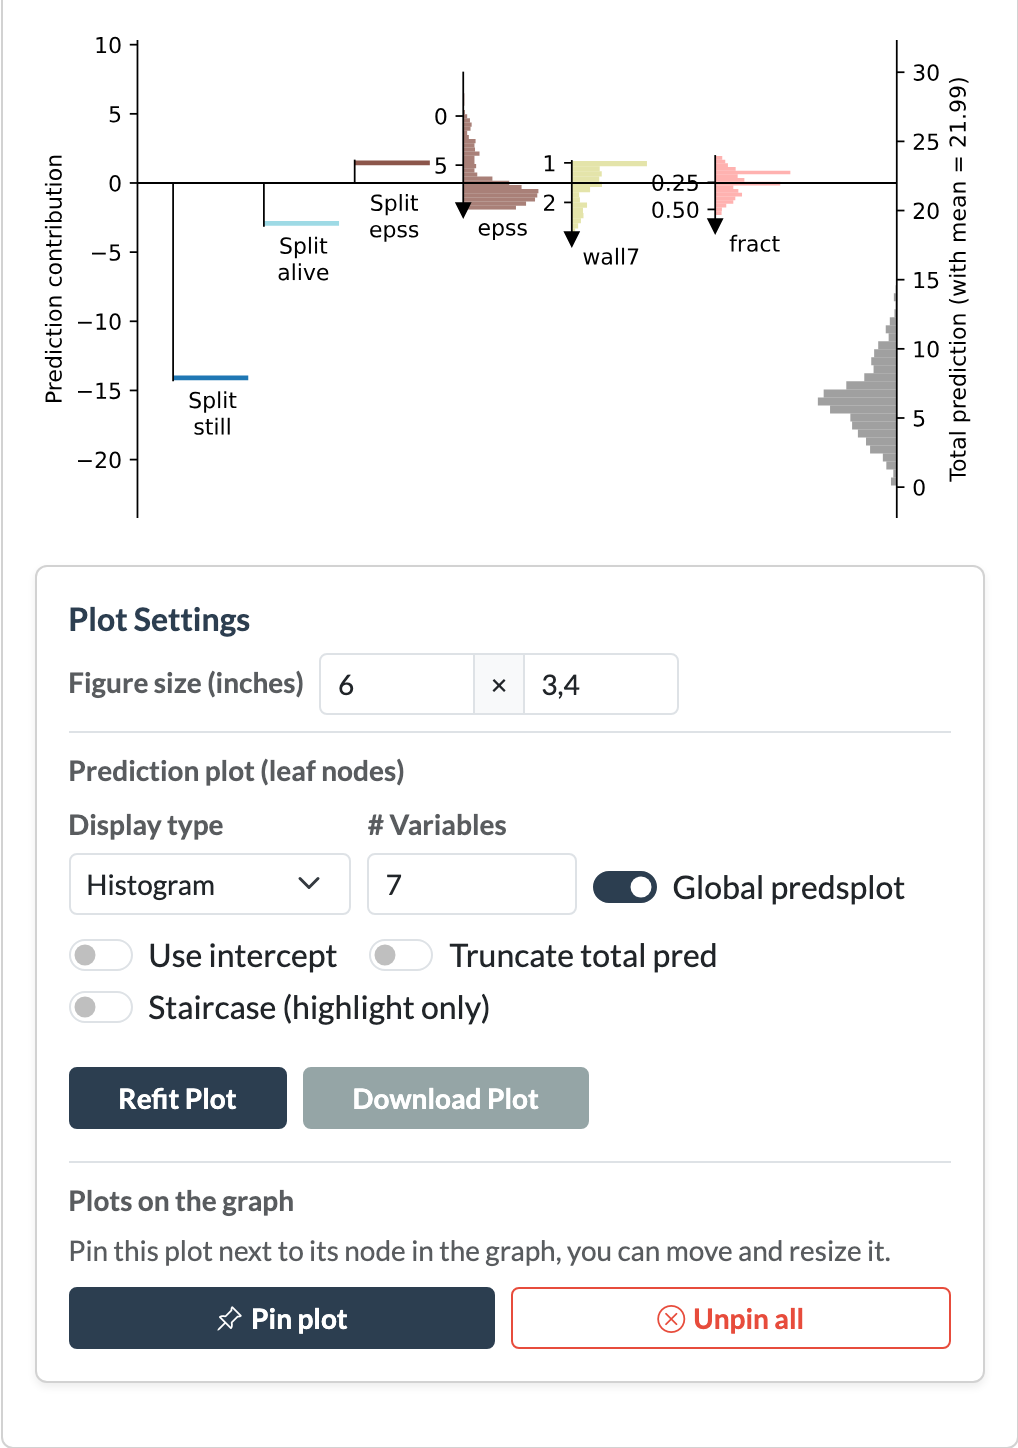 10
5
0
−5
−10
−15
−20
Prediction contribution
Split
still
Split
alive
Split
epss
0
5
epss
1
2
wall7
0.25
0.50
fract
30
25
20
15
10
5
0
Total prediction (with mean = 21.99)
Plot Settings
Figure size (inches) 6 × 3,4
Prediction plot (leaf nodes)
Display type # Variables
Histogram 7 Global predsplot
Use intercept Truncate total pred
Staircase (highlight only)
Refit Plot Download Plot
Plots on the graph
Pin this plot next to its node in the graph, you can move and resize it.
Pin plot Unpin all